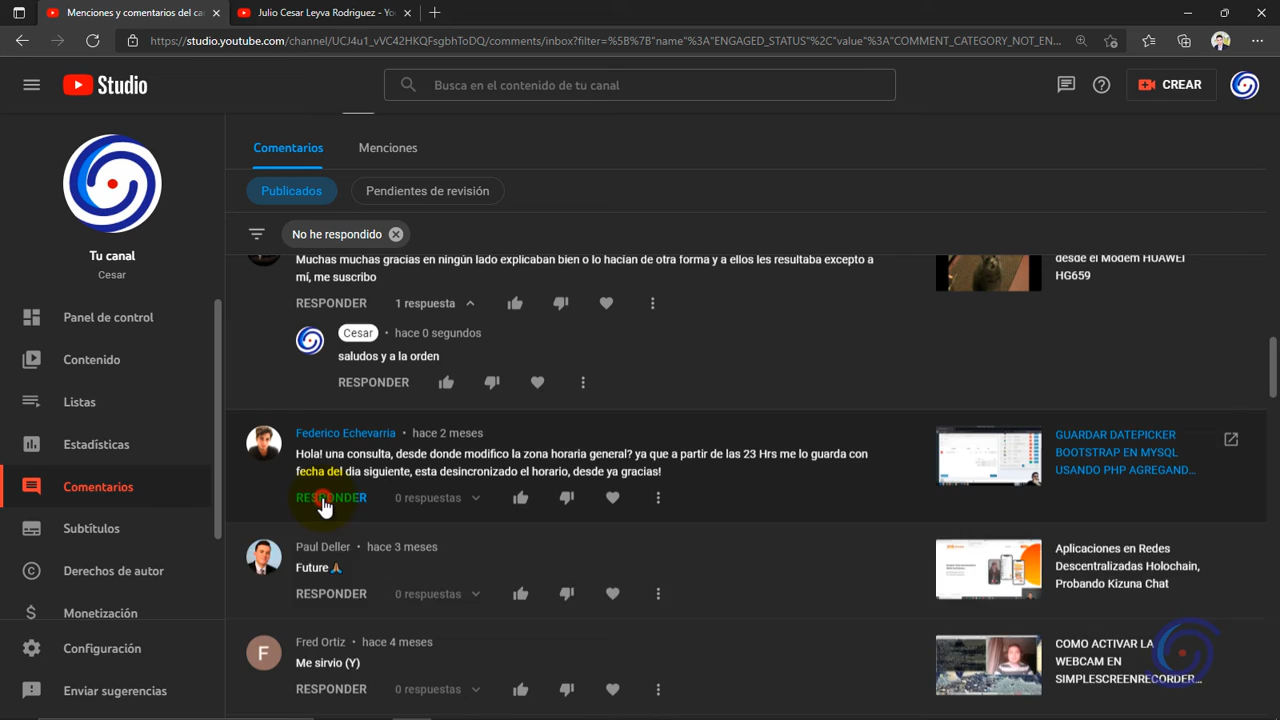 Menciones y comentarios del ca
Julio Cesar Leyva Rodriguez - Yo
https://studio.youtube.com/channel/UCJ4u1_vVC42HKQFsgbhToDQ/comments/inbox?filter=%5B%7B"name"%3A"ENGAGED_STATUS"%2C"value"%3A"COMMENT_CATEGORY_NOT_EN...
Studio
Busca en el contenido de tu canal
CREAR
Tu canal
Cesar
Panel de control
Contenido
Listas
Estadísticas
Comentarios
Subtítulos
Derechos de autor
Monetización
Configuración
Enviar sugerencias
Comentarios
Menciones
Publicados
Pendientes de revisión
No he respondido
Muchas muchas gracias en ningún lado explicaban bien o lo hacian de otra forma y a ellos les resultaba excepto a
mí, me suscribo
RESPONDER 1 respuesta
desde el Modem HUAWEI
HG659
Cesar • hace 0 segundos
saludos y a la orden
RESPONDER
Federico Echevarria • hace 2 meses
Hola! una consulta, desde donde modifico la zona horaria general? ya que a partir de las 23 Hrs me lo guarda con
fecha del dia siguiente, esta desincronizado el horario, desde ya gracias!
RESPONDER 0 respuestas
GUARDAR DATEPICKER
BOOTSTRAP EN MYSQL
USANDO PHP AGREGAND...
Paul Deller • hace 3 meses
Future🙏
RESPONDER 0 respuestas
Aplicaciones en Redes
Descentralizadas Holochain,
Probando Kizuna Chat
F
Fred Ortiz • hace 4 meses
Me sirvio (Y)
RESPONDER 0 respuestas
COMO ACTIVAR LA
WEBCAM EN
SIMPLESCREENRECORDER...